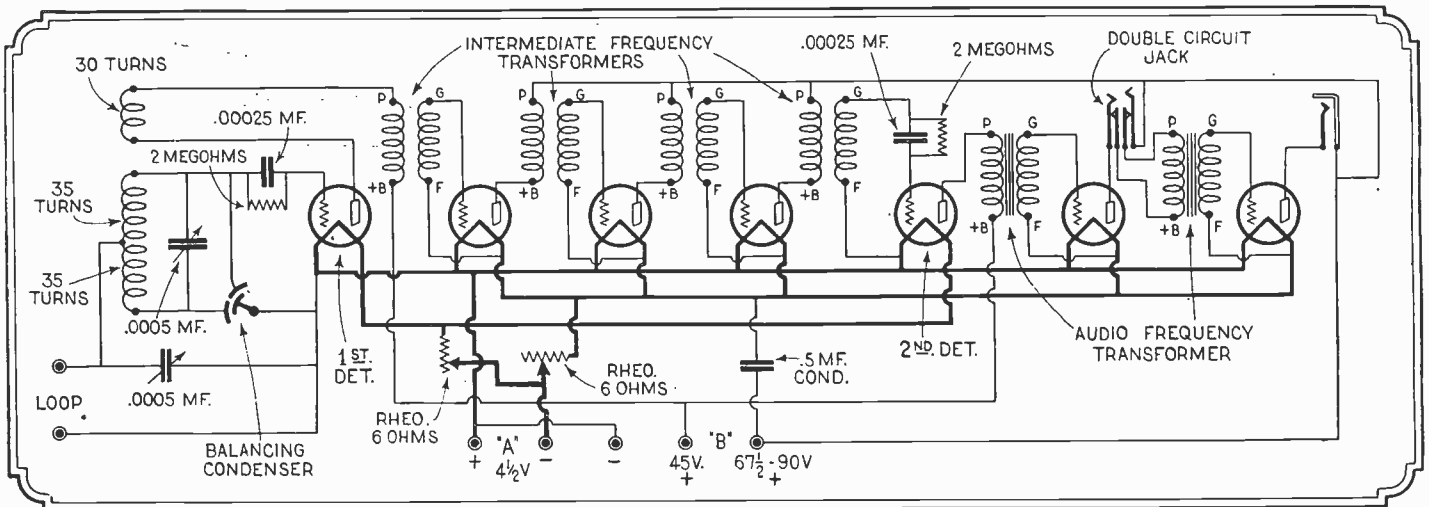 30 TURNS
INTERMEDIATE FREQUENCY
TRANSFORMERS
.00025 MF.
2 MEGOHMS
DOUBLE CIRCUIT
JACK
.00025 MF.
2 MEGOHMS
35
TURNS
35
TURNS
.0005 MF.
P
G
+B
F
P
G
+B
F
P
G
+B
F
P
G
+B
F
P
G
+B
F
P
G
+B
F
1ST.
DET.
2ND. DET.
AUDIO FREQUENCY
TRANSFORMER
.0005 MF.
LOOP
BALANCING
CONDENSER
RHEO.
6 OHMS
RHEO.
6 OHMS
.5 MF.
COND.
+ "A" - -
4½V
"B"
45V. 67½-90V
+ +